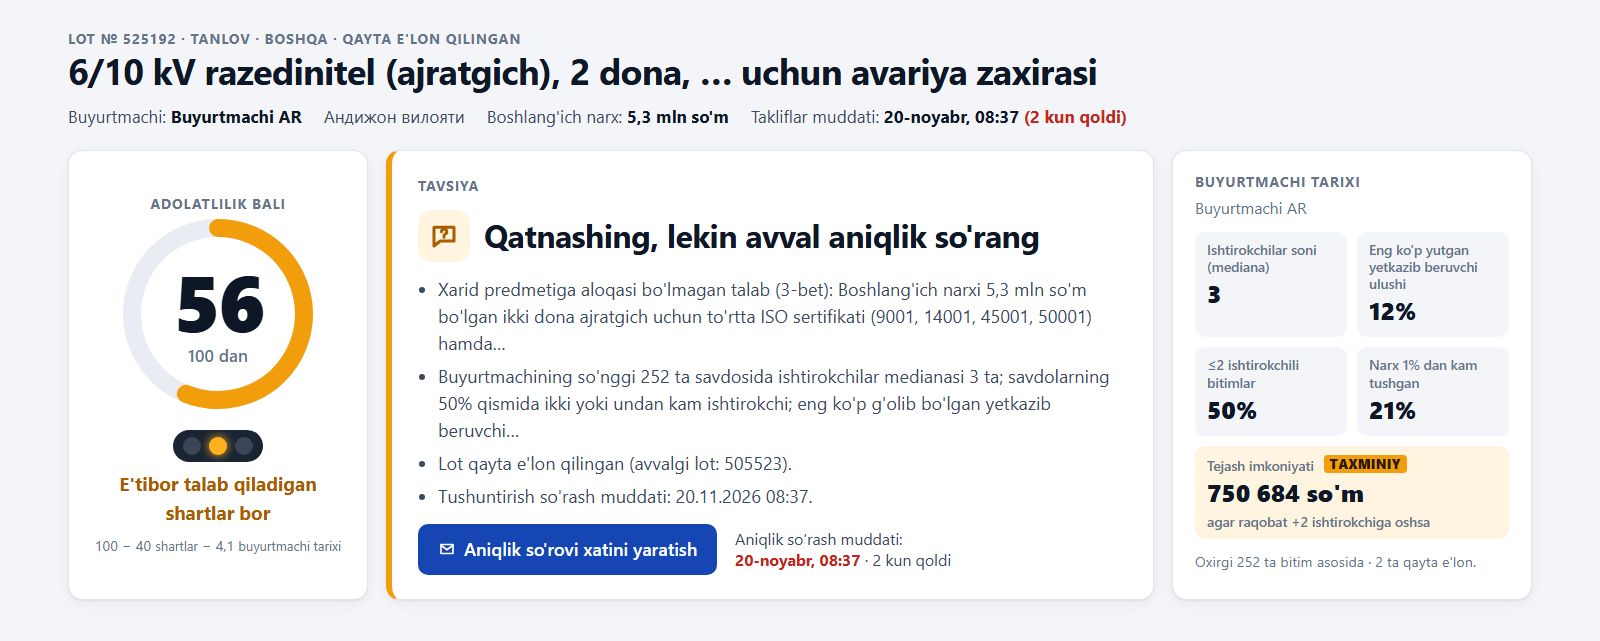 LOT № 525192 · TANLOV · BOSHQA · QAYTA E'LON QILINGAN
6/10 kV razedinitel (ajratgich), 2 dona, … uchun avariya zaxirasi
Buyurtmachi: Buyurtmachi AR Андижон вилояти Boshlang'ich narx: 5,3 mln so'm Takliflar muddati: 20-noyabr, 08:37 (2 kun qoldi)
ADOLATLILIK BALI
56
100 dan
E'tibor talab qiladigan
shartlar bor
100 − 40 shartlar − 4,1 buyurtmachi tarixi
TAVSIYA
Qatnashing, lekin avval aniqlik so'rang
• Xarid predmetiga aloqasi bo'lmagan talab (3-bet): Boshlang'ich narxi 5,3 mln so'm
bo'lgan ikki dona ajratgich uchun to'rtta ISO sertifikati (9001, 14001, 45001, 50001)
hamda…
• Buyurtmachining so'nggi 252 ta savdosida ishtirokchilar medianasi 3 ta; savdolarning
50% qismida ikki yoki undan kam ishtirokchi; eng ko'p g'olib bo'lgan yetkazib
beruvchi…
• Lot qayta e'lon qilingan (avvalgi lot: 505523).
• Tushuntirish so'rash muddati: 20.11.2026 08:37.
Aniqlik so'rovi xatini yaratish
Aniqlik so'rash muddati:
20-noyabr, 08:37 · 2 kun qoldi
BUYURTMACHI TARIXI
Buyurtmachi AR
Ishtirokchilar soni
(mediana)
3
Eng ko'p yutgan
yetkazib beruvchi
ulushi
12%
≤2 ishtirokchili
bitimlar
50%
Narx 1% dan kam
tushgan
21%
Tejash imkoniyati TAXMINIY
750 684 so'm
agar raqobat +2 ishtirokchiga oshsa
Oxirgi 252 ta bitim asosida · 2 ta qayta e'lon.